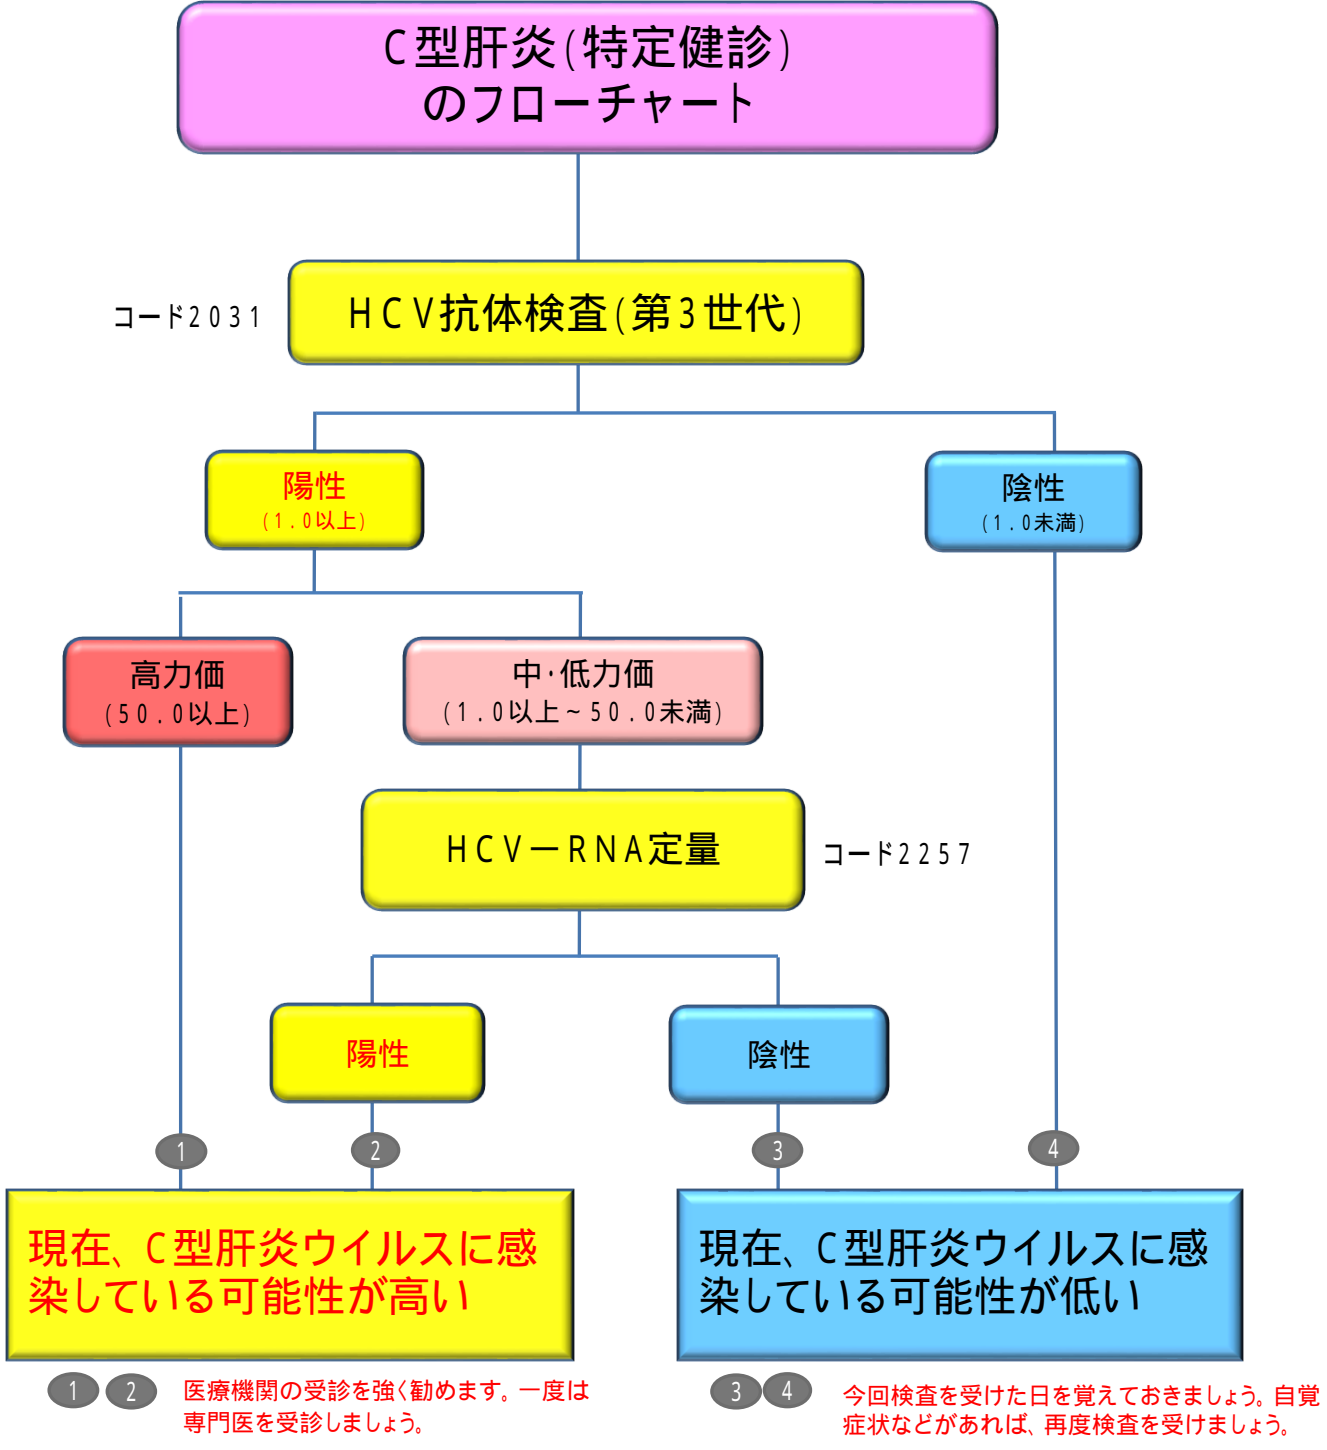 C型肝炎(特定健診)
のフローチャート
コード2031
HCV抗体検査(第3世代)
陽性
(1.0以上)
陰性
(1.0未満)
高力価
(50.0以上)
中・低力価
(1.0以上~50.0未満)
HCVーRNA定量
コード2257
陽性
陰性
1
2
3
4
現在、C型肝炎ウイルスに感
染している可能性が高い
現在、C型肝炎ウイルスに感
染している可能性が低い
1 2 医療機関の受診を強く勧めます。一度は
専門医を受診しましょう。
3 4 今回検査を受けた日を覚えておきましょう。自覚
症状などがあれば、再度検査を受けましょう。